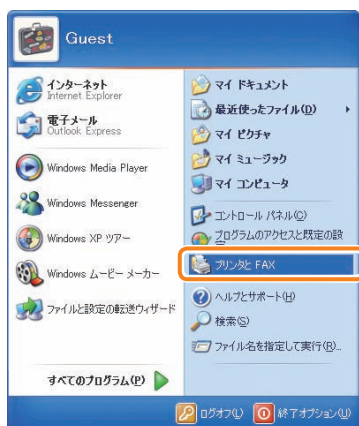 Guest
インターネット
Internet Explorer
電子メール
Outlook Express
Windows Media Player
Windows Messenger
Windows XP ツアー
Windows ムービー メーカー
ファイルと設定の転送ウィザード
すべてのプログラム(P)
マイ ドキュメント
最近使ったファイル(D)
マイ ピクチャ
マイ ミュージック
マイ コンピュータ
コントロール パネル(C)
プログラムのアクセスと既定の設
プリンタと FAX
ヘルプとサポート(H)
検索(S)
ファイル名を指定して実行(R)...
ログオフ(L)
終了オプション(U)